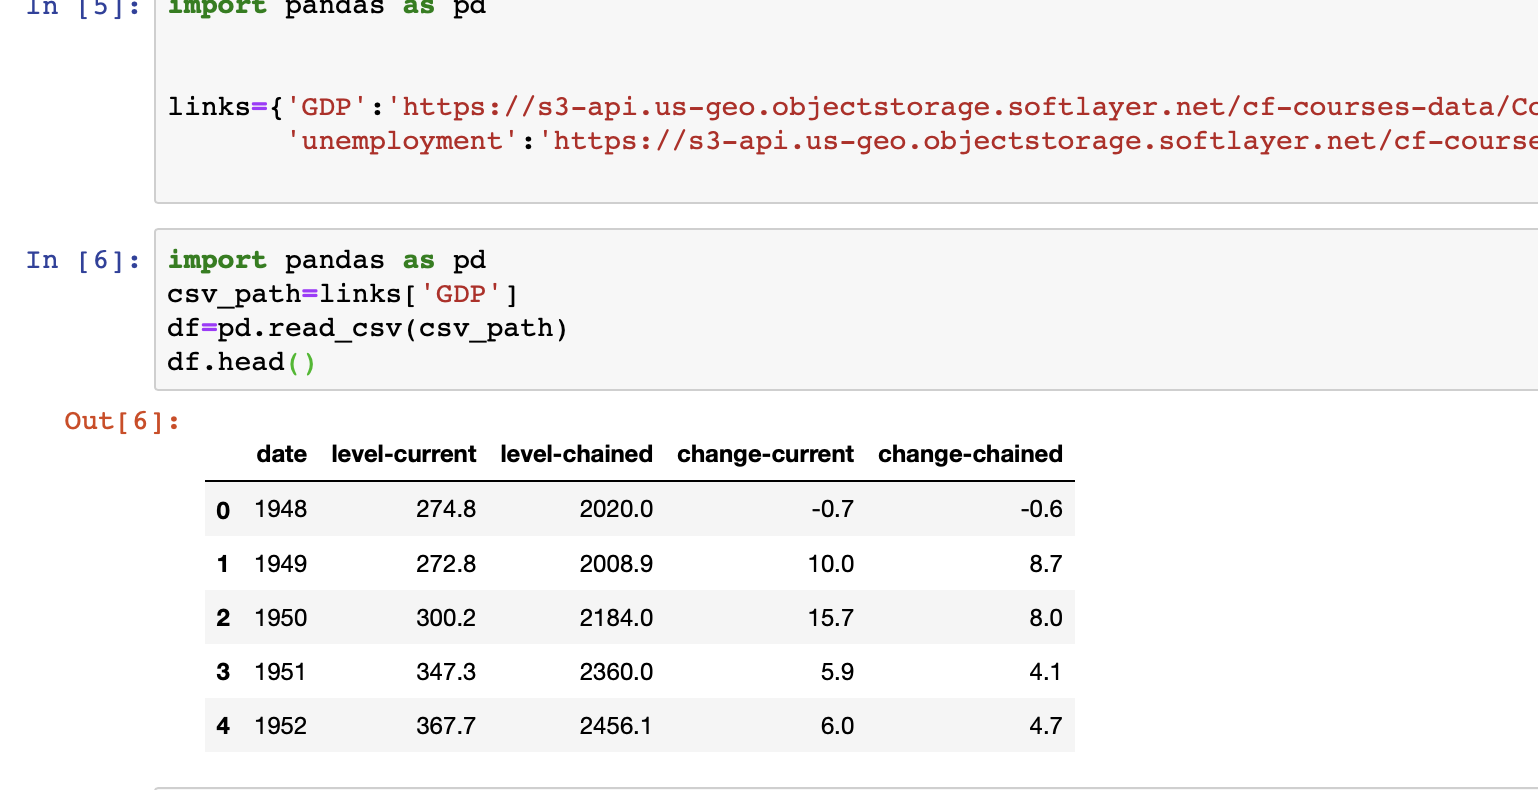 In [5]: import pandas as pd
links={'GDP':'https://s3-api.us-geo.objectstorage.softlayer.net/cf-courses-data/Co
'unemployment':'https://s3-api.us-geo.objectstorage.softlayer.net/cf-course
In [6]: import pandas as pd
csv_path=links['GDP']
df=pd.read_csv(csv_path)
df.head()
Out[6]:
date level-current level-chained change-current change-chained
0 1948 274.8 2020.0 -0.7 -0.6
1 1949 272.8 2008.9 10.0 8.7
2 1950 300.2 2184.0 15.7 8.0
3 1951 347.3 2360.0 5.9 4.1
4 1952 367.7 2456.1 6.0 4.7